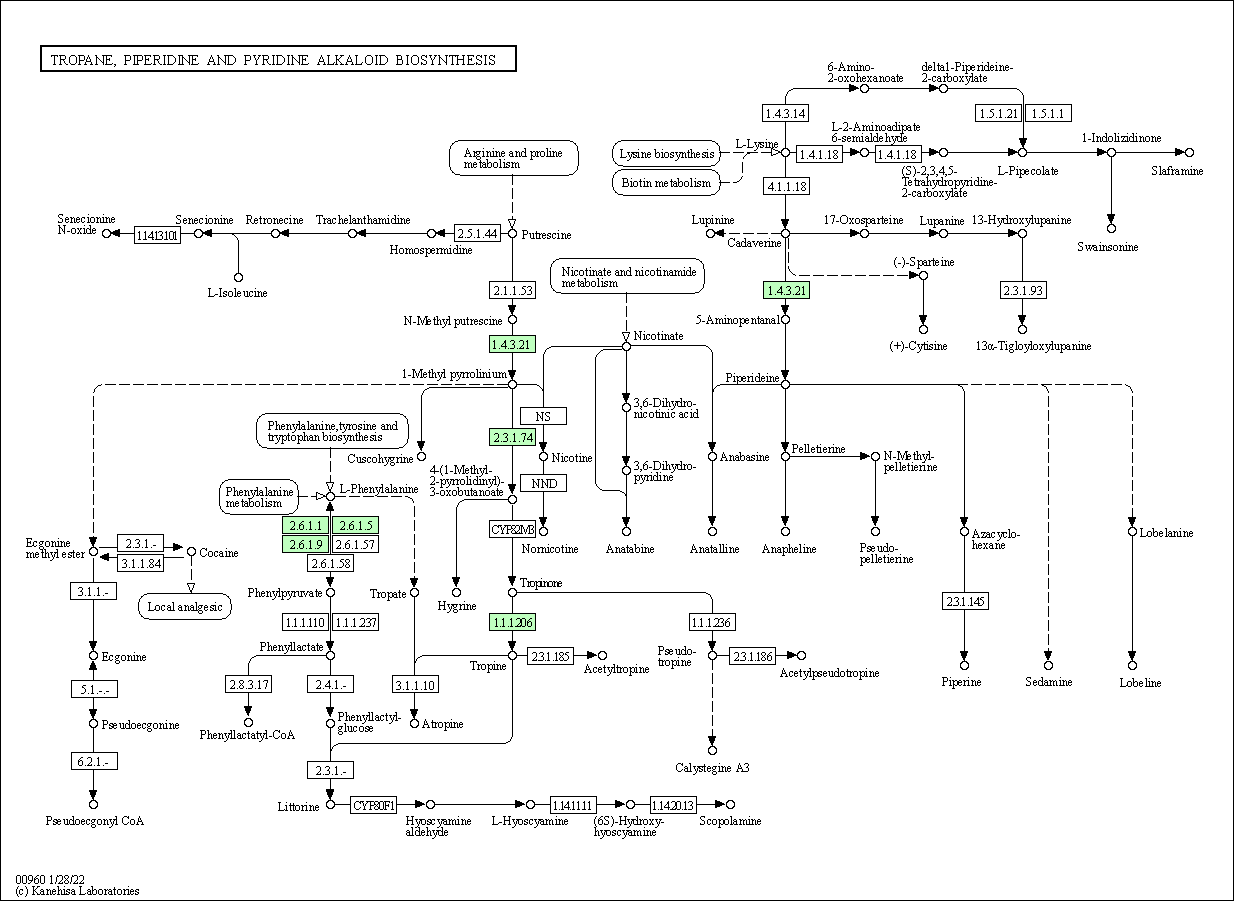 TROPANE, PIPERIDINE AND PYRIDINE ALKALOID BIOSYNTHESIS
6-Amino-
2-oxohexanoate
delta1-Piperideine-
2-carboxylate
1.4.3.14
1.5.1.21
1.5.1.1
L-2-Aminoadipate
6-semialdehyde
1-Indolizidinone
L-Lysine
Lysine biosynthesis
1.4.1.18
1.4.1.18
Biotin metabolism
(S)-2,3,4,5-
Tetrahydropyridine-
2-carboxylate
L-Pipecolate
Slaframine
4.1.1.18
Arginine and proline
metabolism
Swainsonine
Senecionine
N-oxide
11413101
Senecionine
Retronecine
Trachelanthamidine
Homospermidine
2.5.1.44
Putrescine
L-Isoleucine
Lupinine
Cadaverine
17-Oxosparteine
Lupanine
13-Hydroxylupanine
(-)-Sparteine
Nicotinate and nicotinamide
metabolism
2.1.1.53
1.4.3.21
2.3.1.93
N-Methyl putrescine
5-Aminopentanal
(+)-Cytisine
13α-Tigloyloxylupanine
1.4.3.21
Nicotinate
1-Methyl pyrrolinium
Piperideine
NS
3,6-Dihydro-
nicotinic acid
Phenylalanine,tyrosine and
tryptophan biosynthesis
2.3.1.74
Cuscohygrine
Nicotine
Anabasine
Pelletierine
N-Methyl-
pelletierine
4-(1-Methyl-
2-pyrrolidinyl)-
3-oxobutanoate
NND
3,6-Dihydro-
pyridine
Phenylalanine
metabolism
L-Phenylalanine
2.6.1.1
2.6.1.5
2.6.1.9
2.6.1.57
2.6.1.58
CYP82M3
Nornicotine
Anatabine
Anatalline
Anapheline
Pseudo-
pelletierine
Azacyclo-
hexane
Lobelanine
Ecgonine
methyl ester
2.3.1.-
3.1.1.84
Cocaine
Local analgesic
3.1.1.-
Phenylpyruvate
Tropate
Hygrine
Tropinone
2.3.1.145
1.1.1.110
1.1.1.237
1.1.1.206
1.1.1.236
Ecgonine
Phenyllactate
Tropine
2.3.1.185
Acetyltropine
Pseudo-
tropine
2.3.1.186
Acetylpseudotropine
Piperine
Sedamine
Lobeline
5.1.-.-
2.8.3.17
2.4.1.-
3.1.1.10
Pseudoecgonine
Phenyllactatyl-CoA
Phenyllactyl-
glucose
Atropine
6.2.1.-
2.3.1.-
Calystegine A3
Pseudoecgonyl CoA
Littorine
CYP80F1
Hyoscyamine
aldehyde
L-Hyoscyamine
1.14.11.11
(6S)-Hydroxy-
hyoscyamine
1.14.20.13
Scopolamine
00960 1/28/22
(c) Kanehisa Laboratories